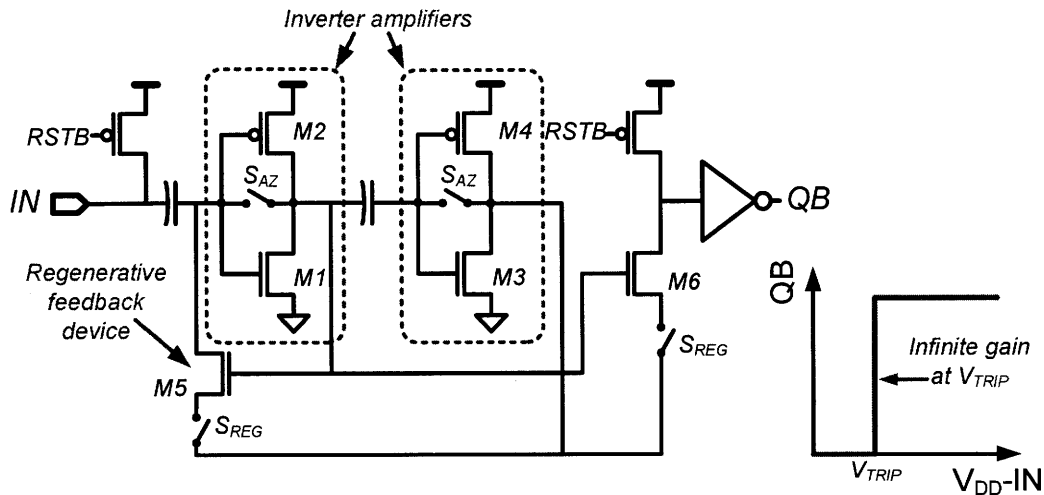 Inverter amplifiers
RSTB
M2
M4
RSTB
S_AZ
S_AZ
IN
QB
M1
M3
M6
Regenerative
feedback
device
M5
S_REG
S_REG
QB
Infinite gain
at V_TRIP
V_TRIP
V_DD-IN